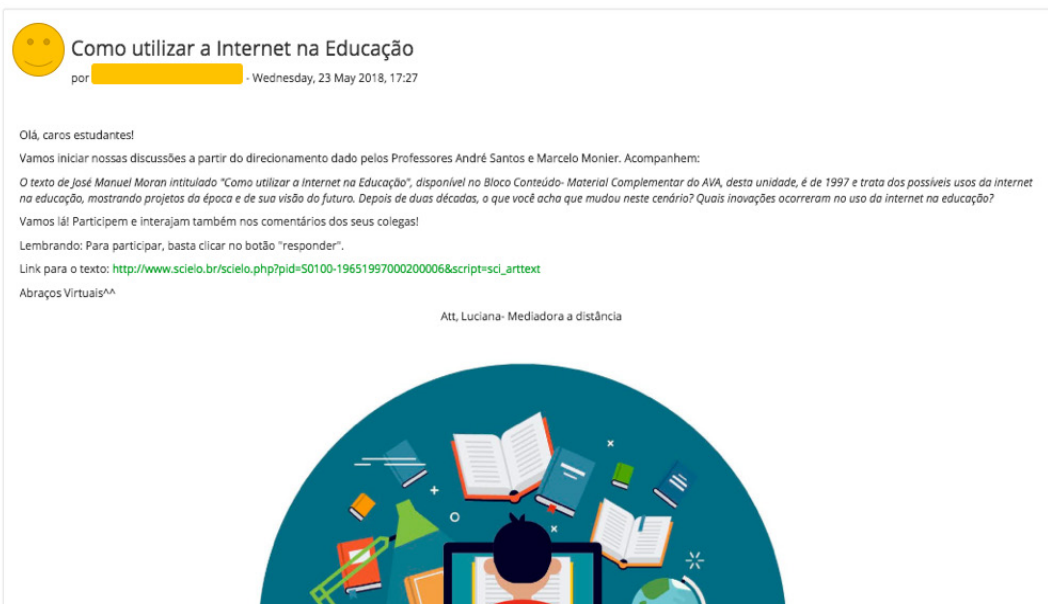 Como utilizar a Internet na Educação
por - Wednesday, 23 May 2018, 17:27
Olá, caros estudantes!
Vamos iniciar nossas discussões a partir do direcionamento dado pelos Professores André Santos e Marcelo Monier. Acompanhem:
O texto de José Manuel Moran intitulado "Como utilizar a Internet na Educação", disponível no Bloco Conteúdo- Material Complementar do AVA, desta unidade, é de 1997 e trata dos possíveis usos da internet
na educação, mostrando projetos da época e de sua visão do futuro. Depois de duas décadas, o que você acha que mudou neste cenário? Quais inovações ocorreram no uso da internet na educação?
Vamos lá! Participem e interajam também nos comentários dos seus colegas!
Lembrando: Para participar, basta clicar no botão "responder".
Link para o texto: http://www.scielo.br/scielo.php?pid=S0100-19651997000200006&script=sci_arttext
Abraços Virtuais^^
Att, Luciana- Mediadora a distância